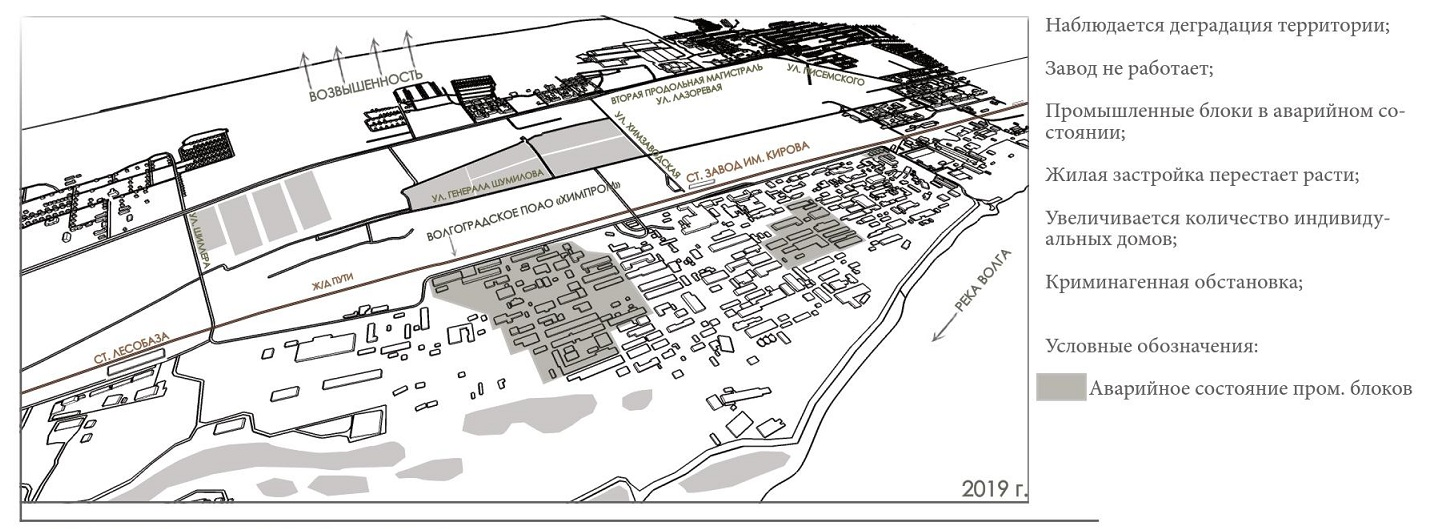 Наблюдается деградация территории;
Завод не работает;
Промышленные блоки в аварийном со-
стоянии;
Жилая застройка перестает расти;
Увеличивается количество индивиду-
альных домов;
Криминагенная обстановка;
Условные обозначения:
Аварийное состояние пром. блоков
ВОЗВЫШЕННОСТЬ
ВТОРАЯ ПРОДОЛЬНАЯ МАГИСТРАЛЬ
УЛ. ЛАЗОРЕВАЯ
УЛ. ПИСЕМСКОГО
УЛ. ХИМЗАВОДСКАЯ
СТ. ЗАВОД ИМ. КИРОВА
УЛ. ГЕНЕРАЛА ШУМИЛОВА
ВОЛГОГРАДСКОЕ ПОАО «ХИМПРОМ»
УЛ. ШИЛЛЕРА
Ж/Д ПУТИ
СТ. ЛЕСОБАЗА
РЕКА ВОЛГА
2019 г.